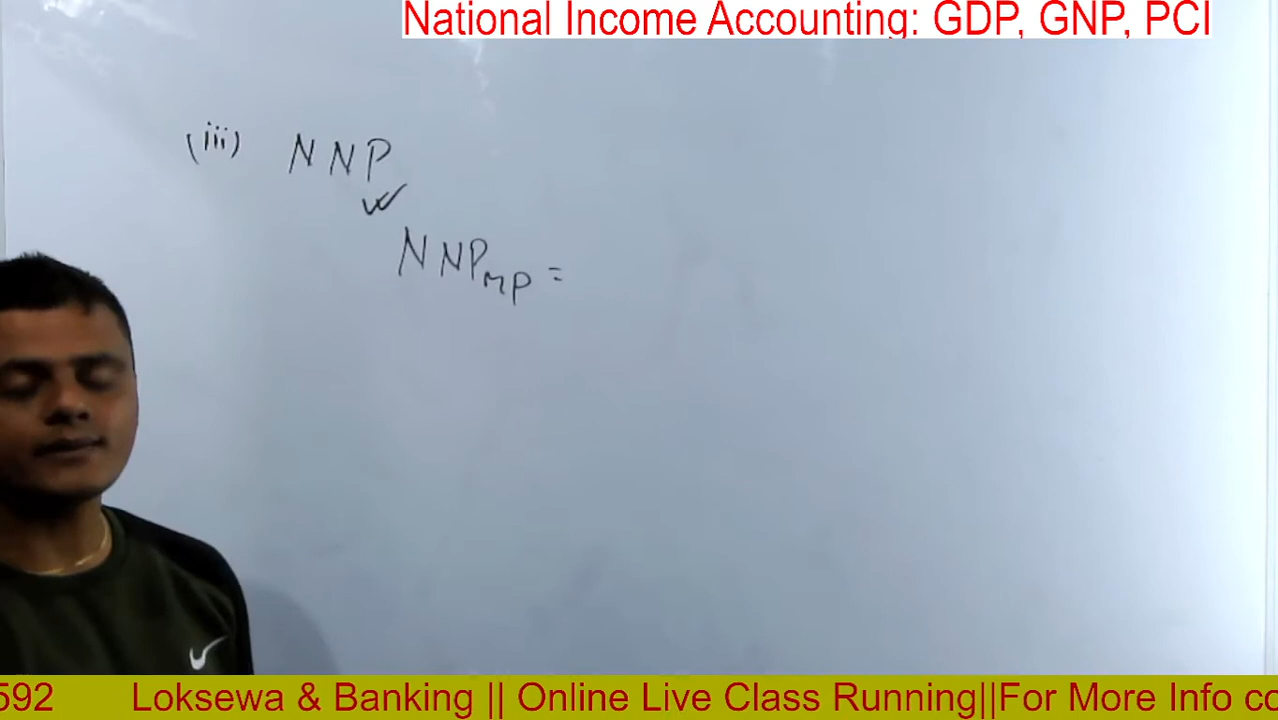 National Income Accounting: GDP, GNP, PCI
(iii) NNP
NNPMP =
592 Loksewa & Banking || Online Live Class Running||For More Info co